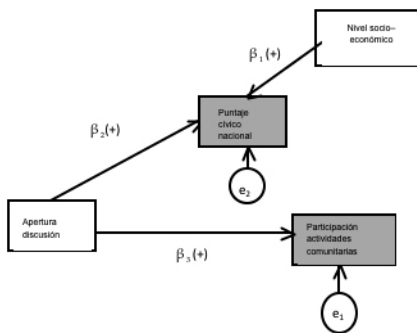 Nivel socio–
económico
β₁(+)
Puntaje
cívico
nacional
β₂(+)
e₂
Apertura
discusión
Participación
actividades
comunitarias
β₃(+)
e₁